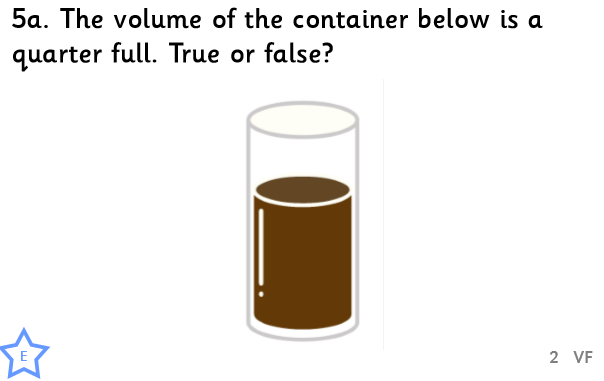 5a. The volume of the container below is a
quarter full. True or false?
E
2 VF